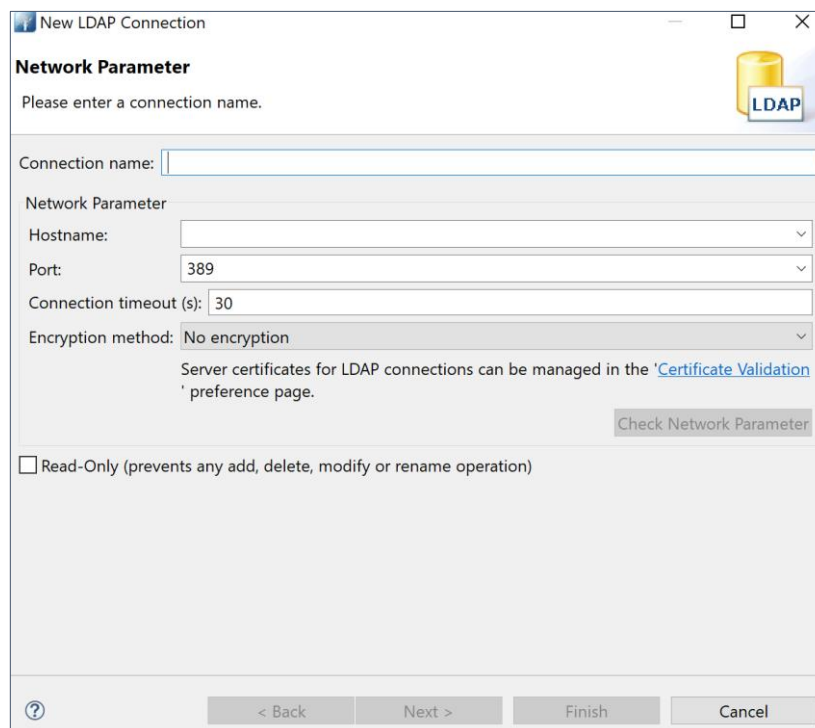 New LDAP Connection
Network Parameter
Please enter a connection name.
LDAP
Connection name:
Network Parameter
Hostname:
Port: 389
Connection timeout (s): 30
Encryption method: No encryption
Server certificates for LDAP connections can be managed in the 'Certificate Validation
' preference page.
Check Network Parameter
Read-Only (prevents any add, delete, modify or rename operation)
? < Back Next > Finish Cancel